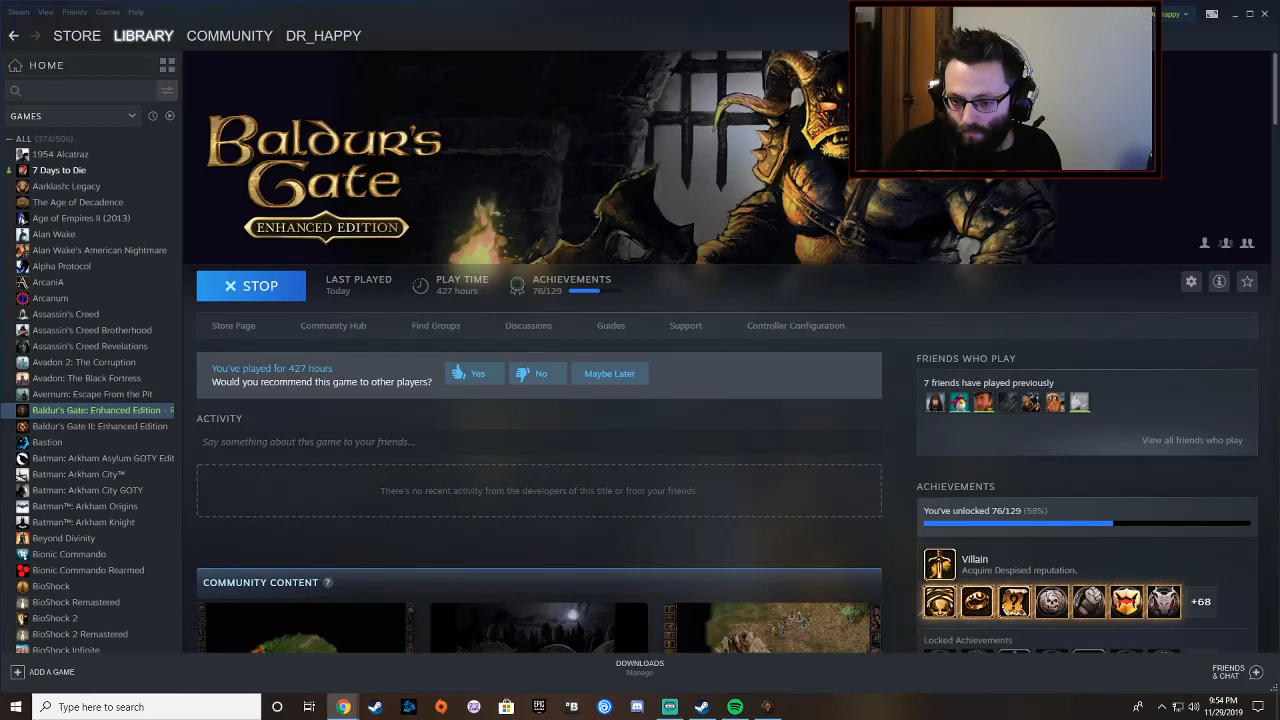 Steam View Friends Games Help
STORE LIBRARY COMMUNITY DR_HAPPY
HOME
GAMES
ALL (374/506)
1954 Alcatraz
7 Days to Die
Aarklash: Legacy
The Age of Decadence
Age of Empires II (2013)
Alan Wake
Alan Wake's American Nightmare
Alpha Protocol
ArcaniA
Arcanum
Assassin's Creed
Assassin's Creed Brotherhood
Assassin's Creed Revelations
Avadon 2: The Corruption
Avadon: The Black Fortress
Avernum: Escape From the Pit
Baldur's Gate: Enhanced Edition - R
Baldur's Gate II: Enhanced Edition
Bastion
Batman: Arkham Asylum GOTY Edit
Batman: Arkham City™
Batman: Arkham City GOTY
Batman™: Arkham Origins
Batman™: Arkham Knight
Beyond Divinity
Bionic Commando
Bionic Commando Rearmed
BioShock
BioShock Remastered
BioShock 2
BioShock 2 Remastered
BioShock Infinite
ADD A GAME
BALDUR'S
GATE
ENHANCED EDITION
STOP
LAST PLAYED
Today
PLAY TIME
427 hours
ACHIEVEMENTS
76/129
Store Page Community Hub Find Groups Discussions Guides Support Controller Configuration
You've played for 427 hours
Would you recommend this game to other players?
Yes No Maybe Later
ACTIVITY
Say something about this game to your friends...
There's no recent activity from the developers of this title or from your friends.
COMMUNITY CONTENT ?
FRIENDS WHO PLAY
7 friends have played previously
View all friends who play
ACHIEVEMENTS
You've unlocked 76/129 (58%)
Villain
Acquire Despised reputation.
+68
Locked Achievements
DOWNLOADS
Manage
FRIENDS
& CHAT
Type here to search
9:54 PM
11/29/2019